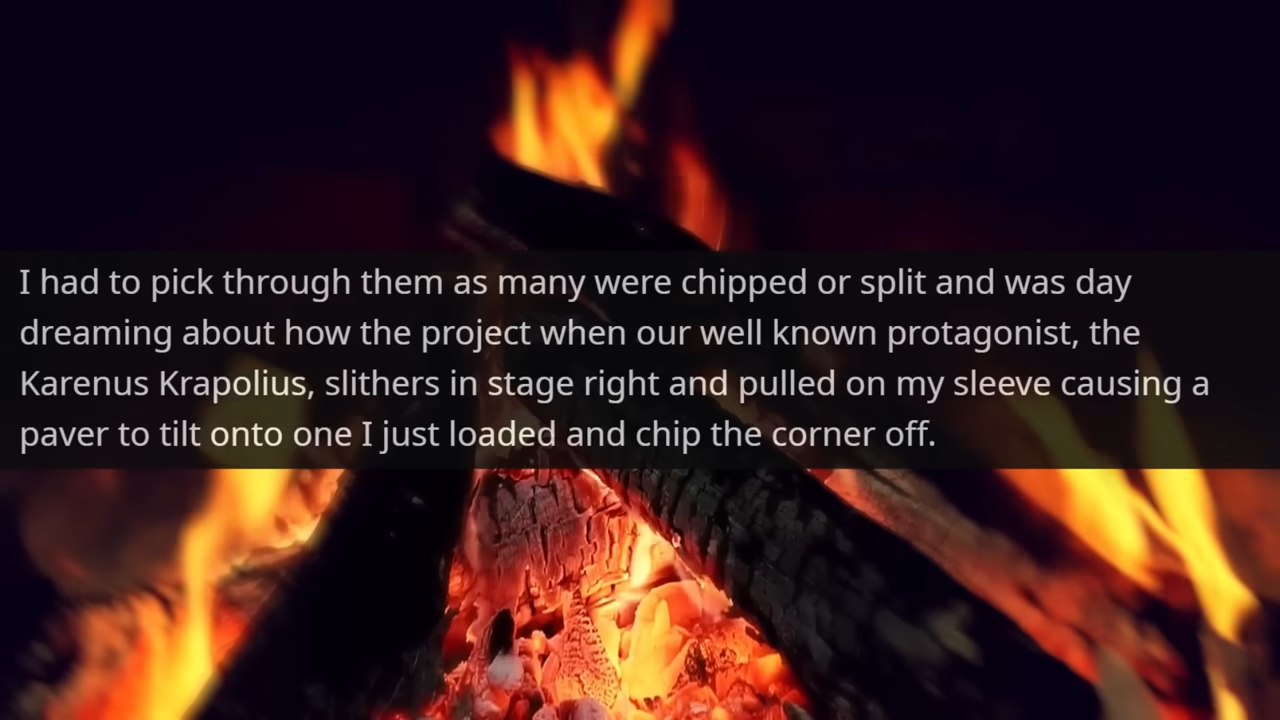 I had to pick through them as many were chipped or split and was day
dreaming about how the project when our well known protagonist, the
Karenus Krapolius, slithers in stage right and pulled on my sleeve causing a
paver to tilt onto one I just loaded and chip the corner off.